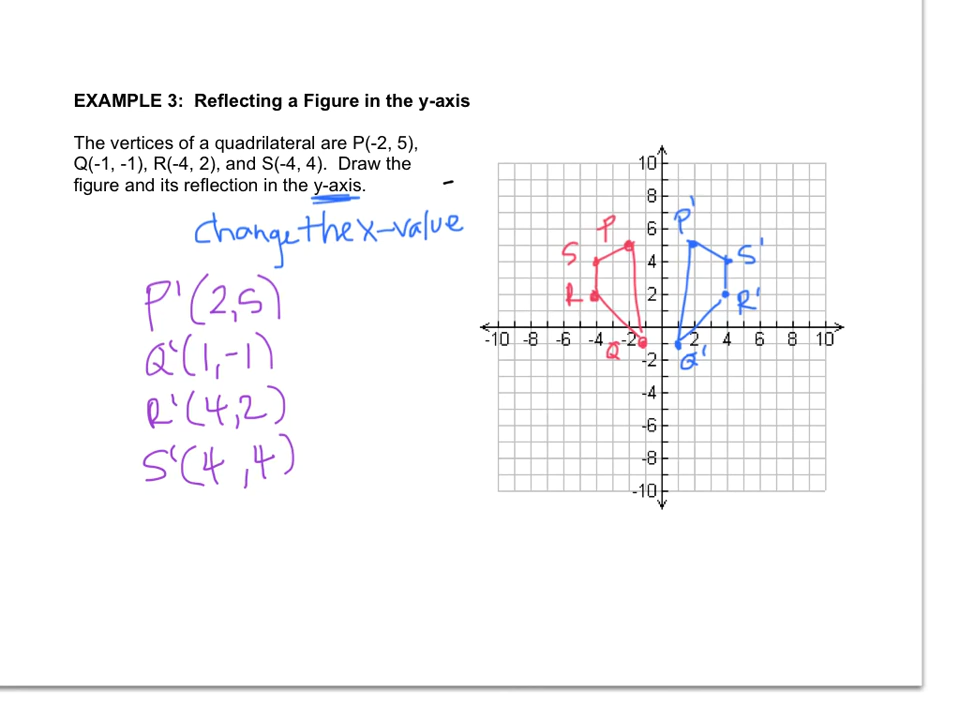 EXAMPLE 3: Reflecting a Figure in the y-axis
The vertices of a quadrilateral are P(-2, 5),
Q(-1, -1), R(-4, 2), and S(-4, 4). Draw the
figure and its reflection in the y-axis.
change the x-value
P'(2,5)
Q'(1,-1)
R'(4,2)
S'(4,4)
10
8
P P' 6
S 4 S'
R 2 R'
-10 -8 -6 -4 -2 2 4 6 8 10
Q -2 Q'
-4
-6
-8
-10